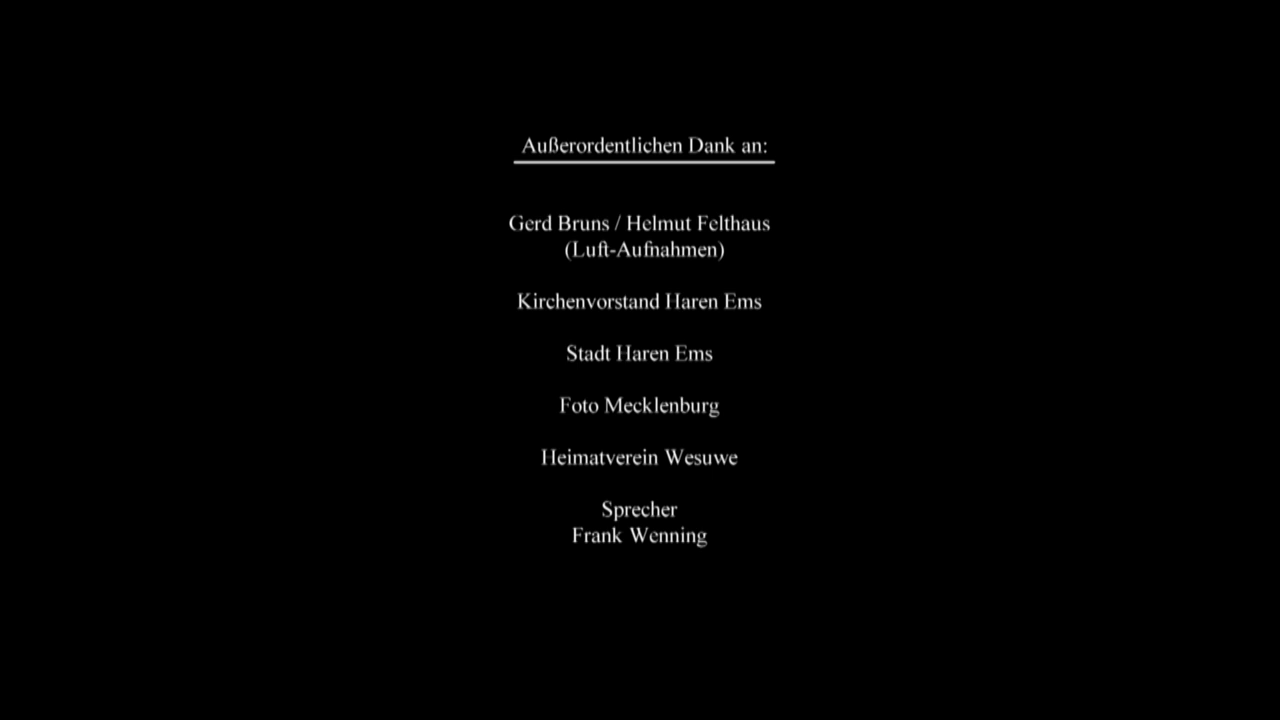 Außerordentlichen Dank an:
Gerd Bruns / Helmut Felthaus
(Luft-Aufnahmen)
Kirchenvorstand Haren Ems
Stadt Haren Ems
Foto Mecklenburg
Heimatverein Wesuwe
Sprecher
Frank Wenning